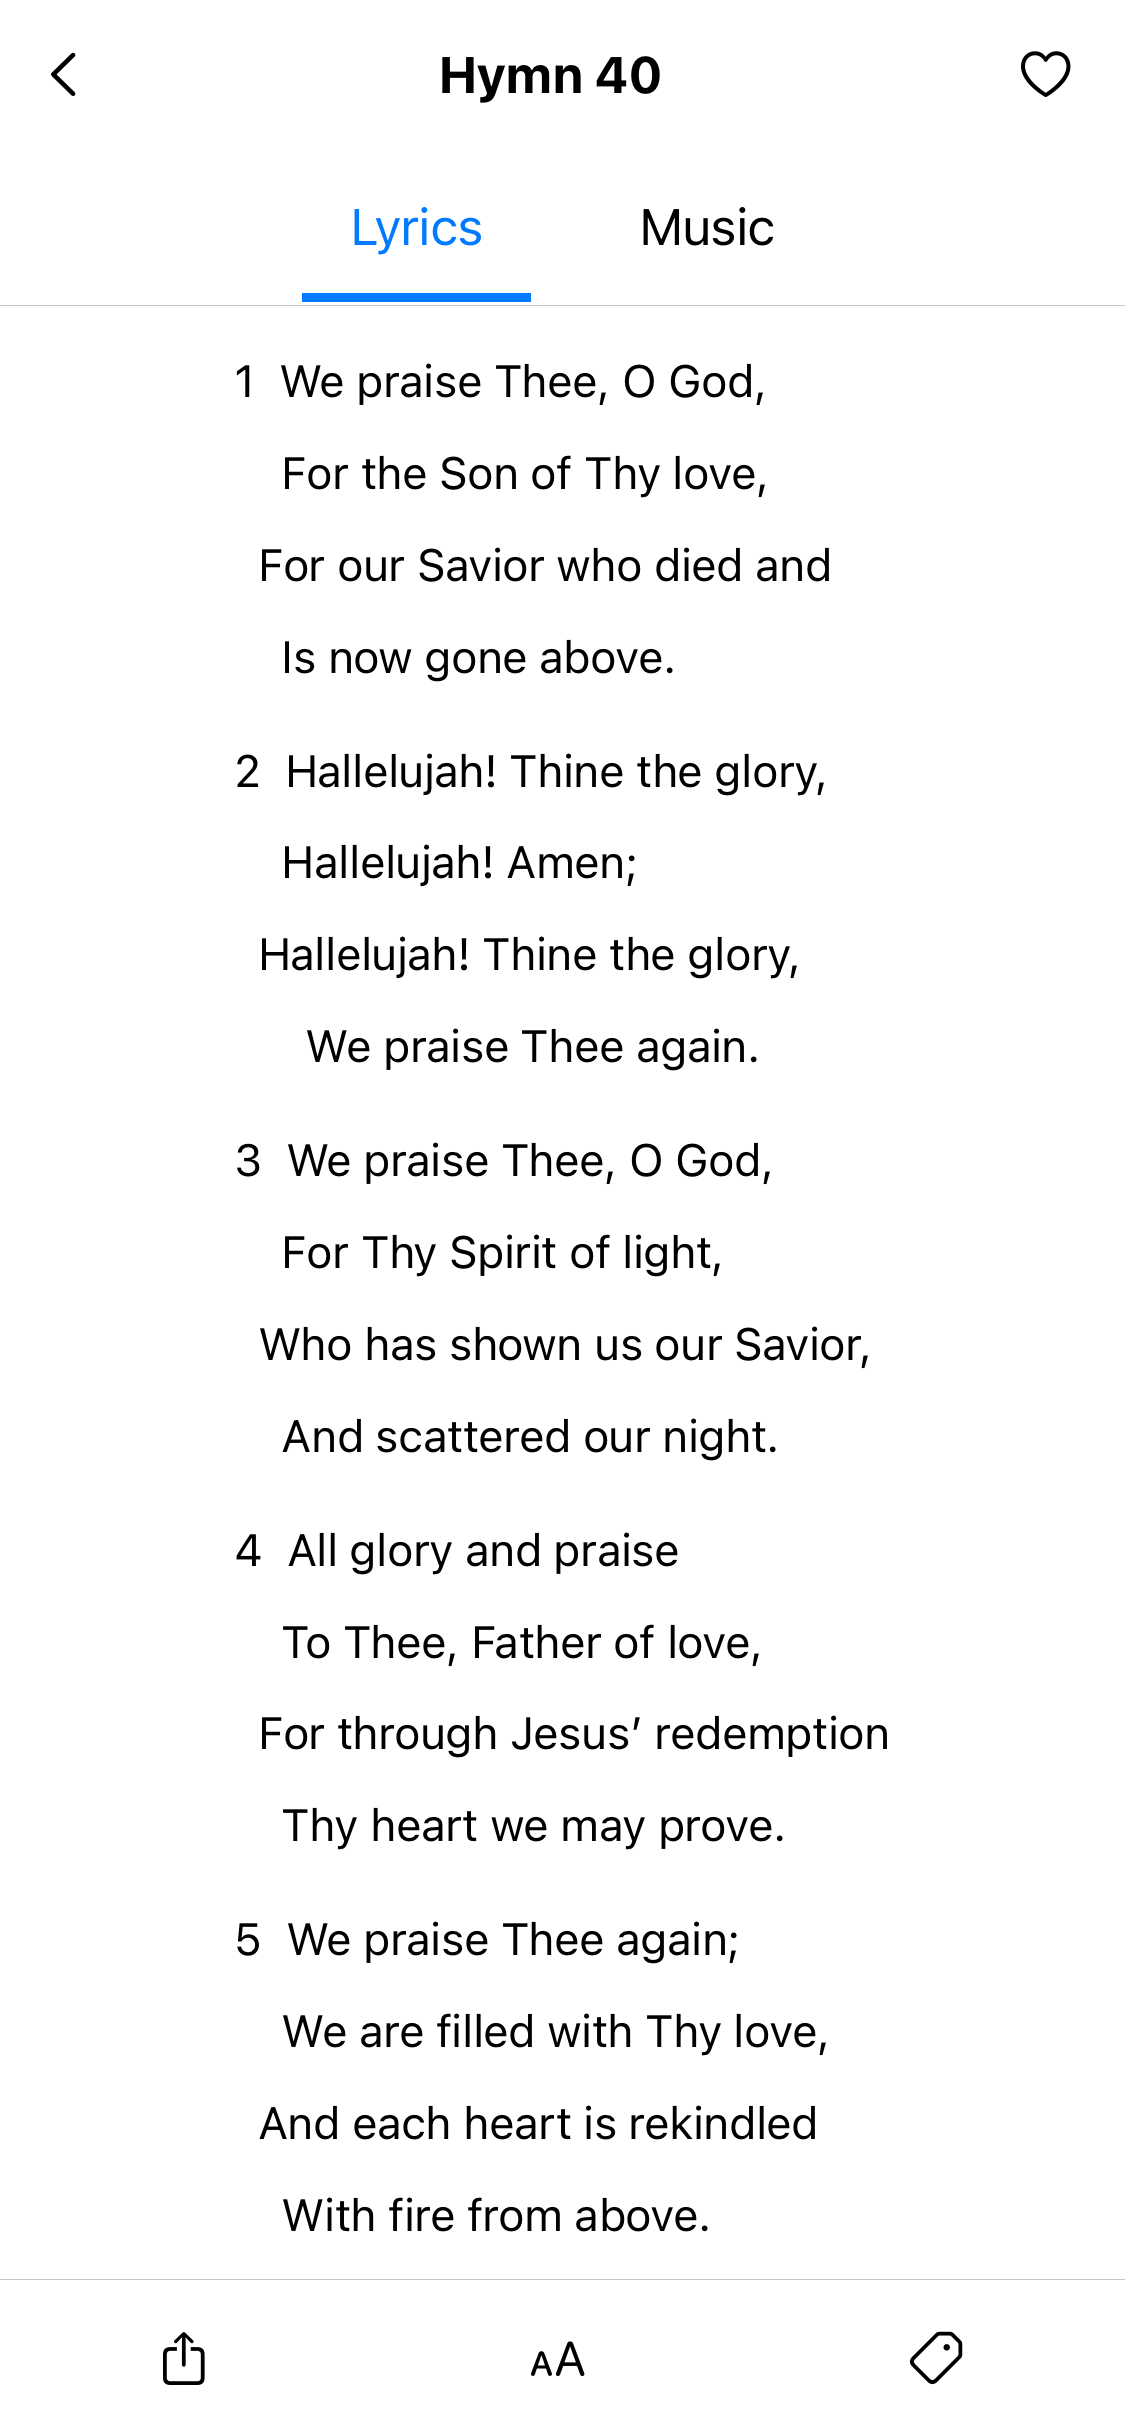 Hymn 40
Lyrics Music
1 We praise Thee, O God,
For the Son of Thy love,
For our Savior who died and
Is now gone above.
2 Hallelujah! Thine the glory,
Hallelujah! Amen;
Hallelujah! Thine the glory,
We praise Thee again.
3 We praise Thee, O God,
For Thy Spirit of light,
Who has shown us our Savior,
And scattered our night.
4 All glory and praise
To Thee, Father of love,
For through Jesus’ redemption
Thy heart we may prove.
5 We praise Thee again;
We are filled with Thy love,
And each heart is rekindled
With fire from above.
AA